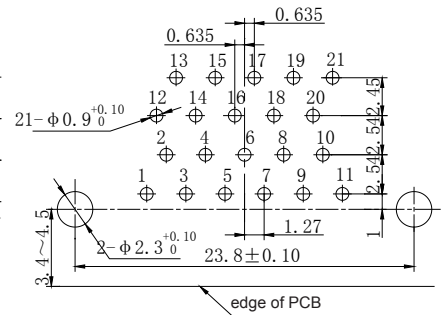 0.635
0.635
13 15 17 19 21
12 14 16 18 20
21-Φ0.9 +0.10 0
2 4 6 8 10
1 3 5 7 9 11
2.45
2.54
2.54
1
1.27
2-Φ2.3 +0.10 0
23.8±0.10
3.4~4.5
edge of PCB